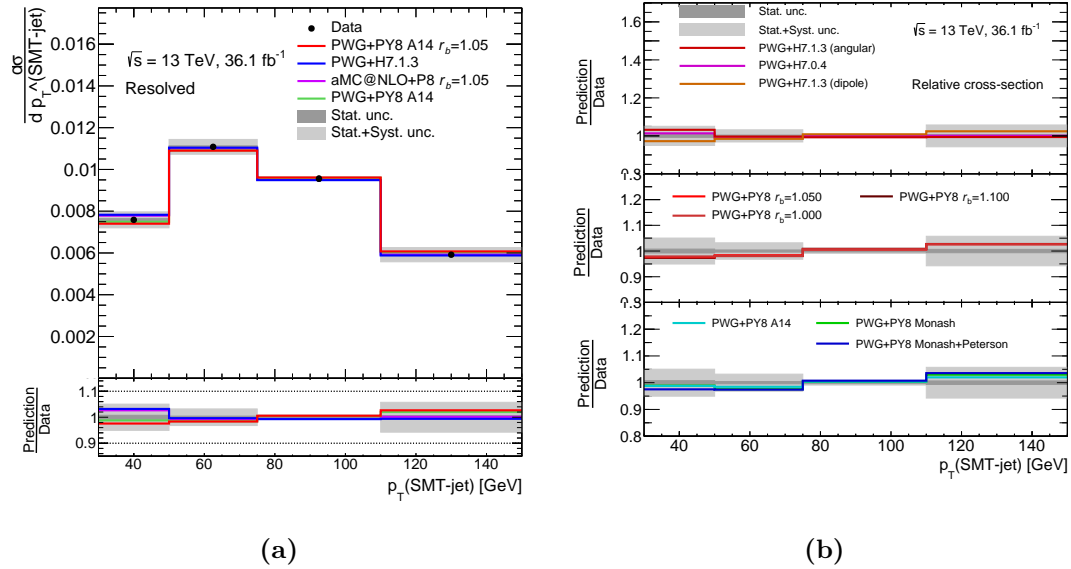 dσ
d p_T^(SMT-jet)
0.016
0.014
0.012
0.01
0.008
0.006
0.004
0.002
√s = 13 TeV, 36.1 fb⁻¹
Resolved
Data
PWG+PY8 A14 r_b=1.05
PWG+H7.1.3
aMC@NLO+P8 r_b=1.05
PWG+PY8 A14
Stat. unc.
Stat.+Syst. unc.
Prediction
Data
1.1
1
0.9
40 60 80 100 120 140
p_T(SMT-jet) [GeV]
(a)
Stat. unc.
Stat.+Syst. unc.
PWG+H7.1.3 (angular)
PWG+H7.0.4
PWG+H7.1.3 (dipole)
√s = 13 TeV, 36.1 fb⁻¹
Relative cross-section
Prediction
Data
1.6
1.4
1.2
1
PWG+PY8 r_b=1.050
PWG+PY8 r_b=1.000
PWG+PY8 r_b=1.100
Prediction
Data
1.2
1.1
1
0.9
PWG+PY8 A14
PWG+PY8 Monash
PWG+PY8 Monash+Peterson
Prediction
Data
1.2
1.1
1
0.9
0.8
40 60 80 100 120 140
p_T(SMT-jet) [GeV]
(b)